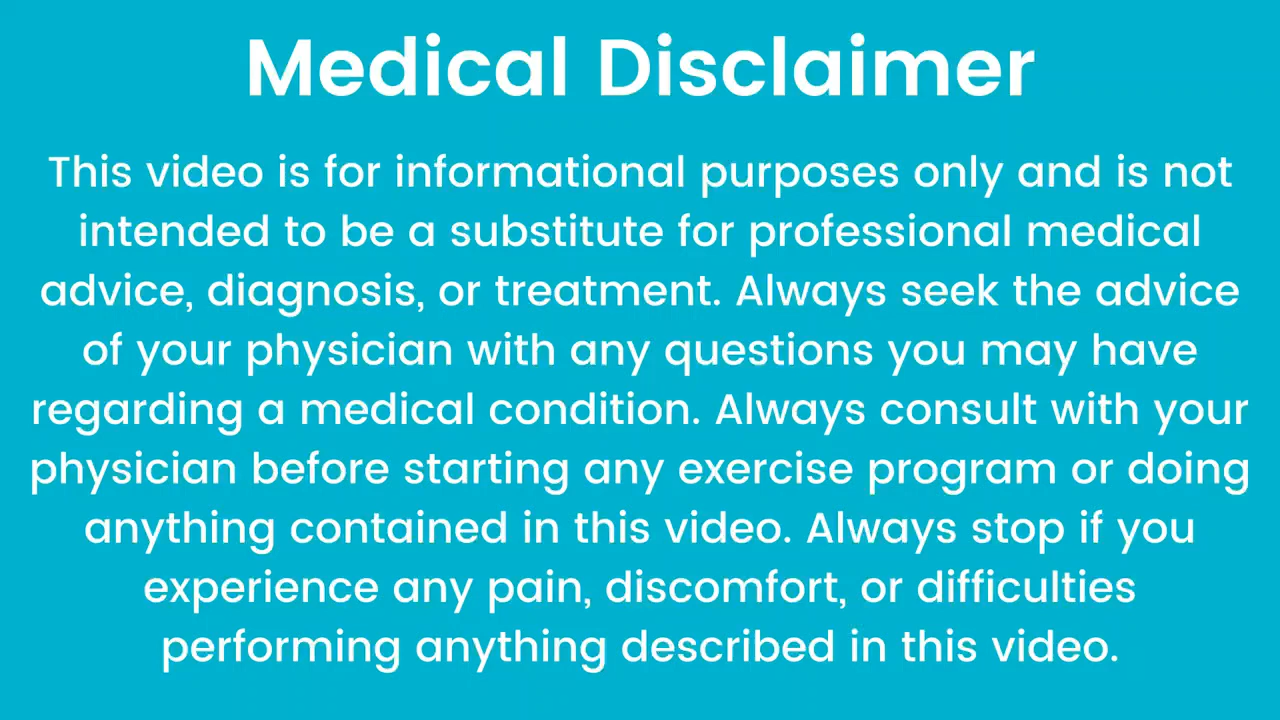 Medical Disclaimer
This video is for informational purposes only and is not
intended to be a substitute for professional medical
advice, diagnosis, or treatment. Always seek the advice
of your physician with any questions you may have
regarding a medical condition. Always consult with your
physician before starting any exercise program or doing
anything contained in this video. Always stop if you
experience any pain, discomfort, or difficulties
performing anything described in this video.